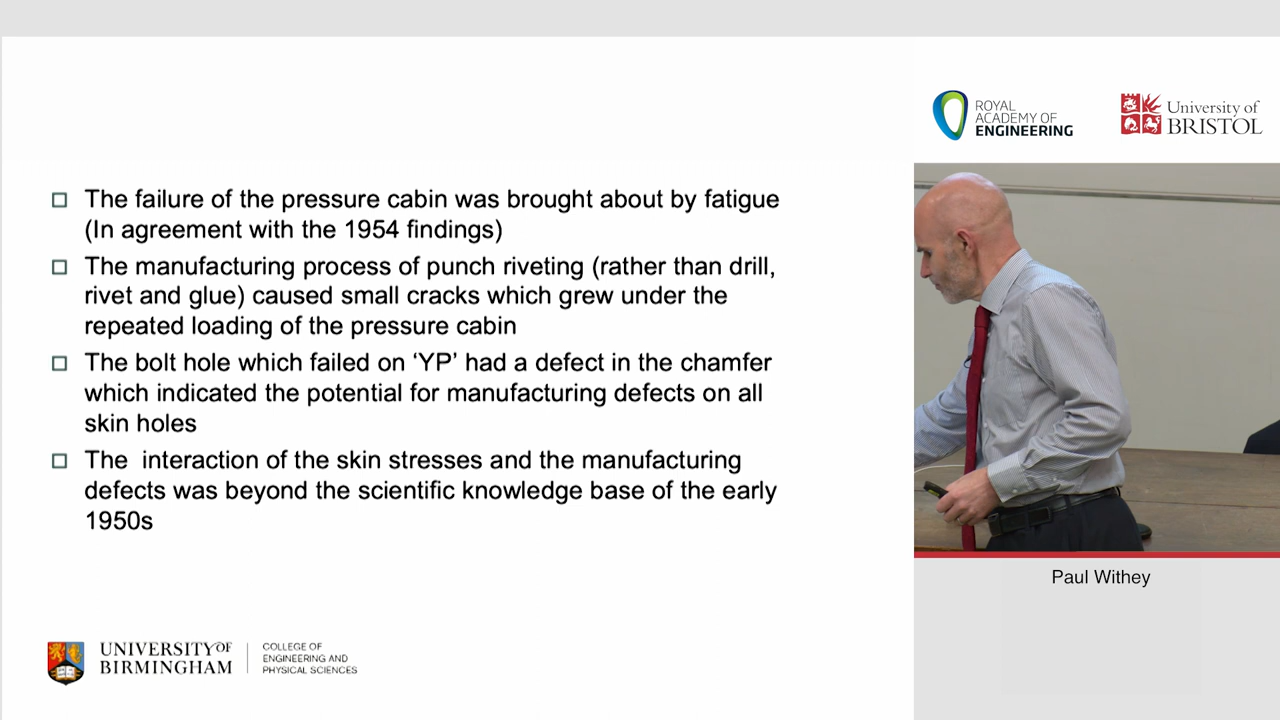 ROYAL
ACADEMY OF
ENGINEERING
University of
BRISTOL
The failure of the pressure cabin was brought about by fatigue
(In agreement with the 1954 findings)
The manufacturing process of punch riveting (rather than drill,
rivet and glue) caused small cracks which grew under the
repeated loading of the pressure cabin
The bolt hole which failed on ‘YP’ had a defect in the chamfer
which indicated the potential for manufacturing defects on all
skin holes
The  interaction of the skin stresses and the manufacturing
defects was beyond the scientific knowledge base of the early
1950s
Paul Withey
UNIVERSITY OF
BIRMINGHAM
COLLEGE OF
ENGINEERING AND
PHYSICAL SCIENCES